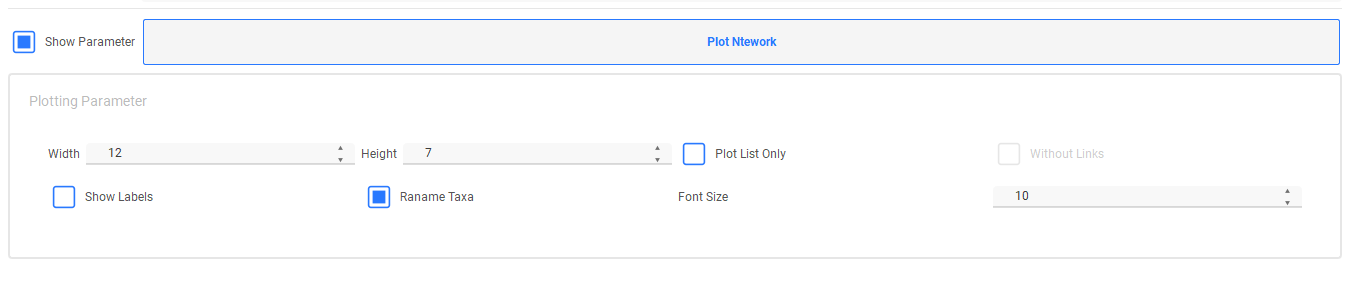 Show Parameter Plot Ntework
Plotting Parameter
Width 12 Height 7 Plot List Only Without Links
Show Labels Raname Taxa Font Size 10